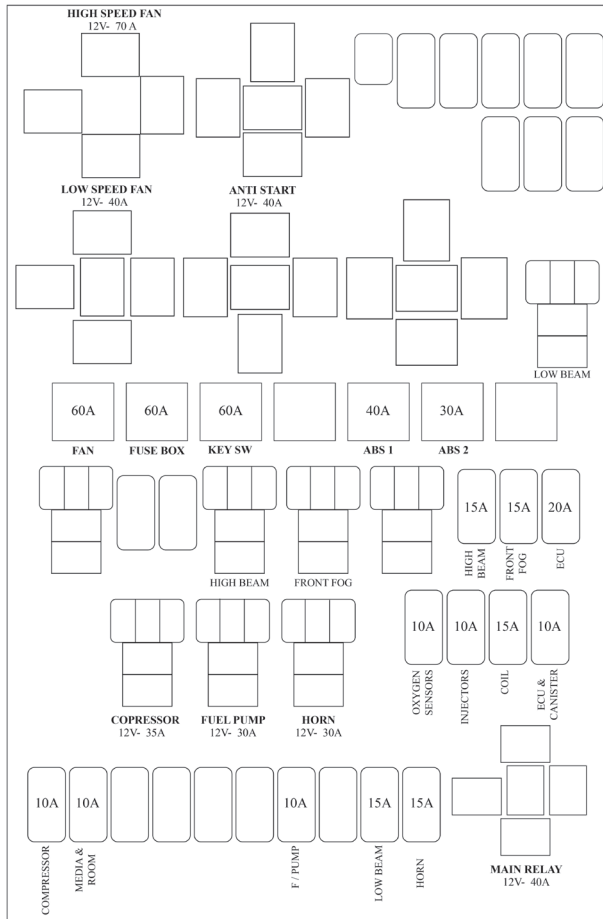 HIGH SPEED FAN
12V- 70 A
LOW SPEED FAN
12V- 40A
ANTI START
12V- 40A
LOW BEAM
60A
60A
60A
40A
30A
FAN
FUSE BOX
KEY SW
ABS 1
ABS 2
15A
15A
20A
HIGH
BEAM
FRONT
FOG
ECU
HIGH BEAM
FRONT FOG
10A
10A
15A
10A
OXYGEN
SENSORS
INJECTORS
COIL
ECU &
CANISTER
COPRESSOR
12V- 35A
FUEL PUMP
12V- 30A
HORN
12V- 30A
10A
10A
10A
15A
15A
COMPRESSOR
MEDIA &
ROOM
F / PUMP
LOW BEAM
HORN
MAIN RELAY
12V- 40A